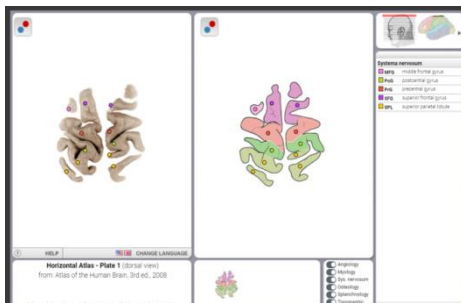 Systema nervosum
MFG middle frontal gyrus
PoG postcentral gyrus
PrG precentral gyrus
SFG superior frontal gyrus
SPL superior parietal lobule
HELP
CHANGE LANGUAGE
Horizontal Atlas - Plate 1 (dorsal view)
from: Atlas of the Human Brain, 3rd ed., 2008
Angiology
Myology
Sys. nervosum
Osteology
Splanchnology